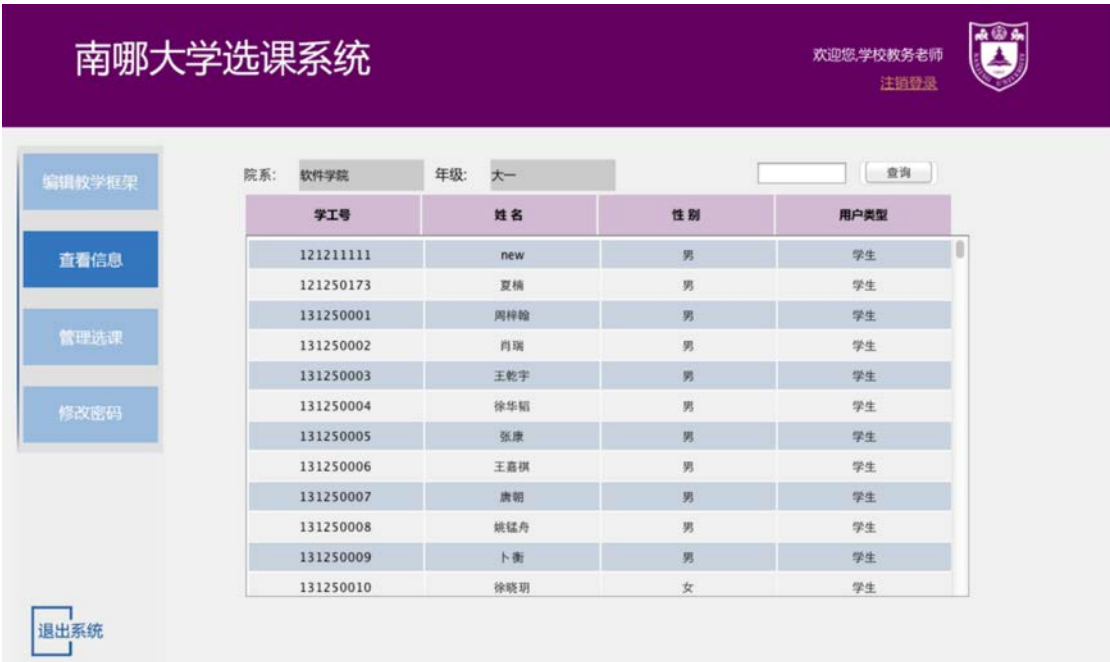 南哪大学选课系统
欢迎您,学校教务老师
注销登录
编辑教学框架
查看信息
管理选课
修改密码
退出系统
院系: 软件学院 年级: 大一 查询
学工号 姓名 性别 用户类型
121211111 new 男 学生
121250173 夏楠 男 学生
131250001 周梓翰 男 学生
131250002 肖瑞 男 学生
131250003 王乾宇 男 学生
131250004 徐华韬 男 学生
131250005 张康 男 学生
131250006 王嘉祺 男 学生
131250007 唐朝 男 学生
131250008 姚锰舟 男 学生
131250009 卜衡 男 学生
131250010 徐晓玥 女 学生